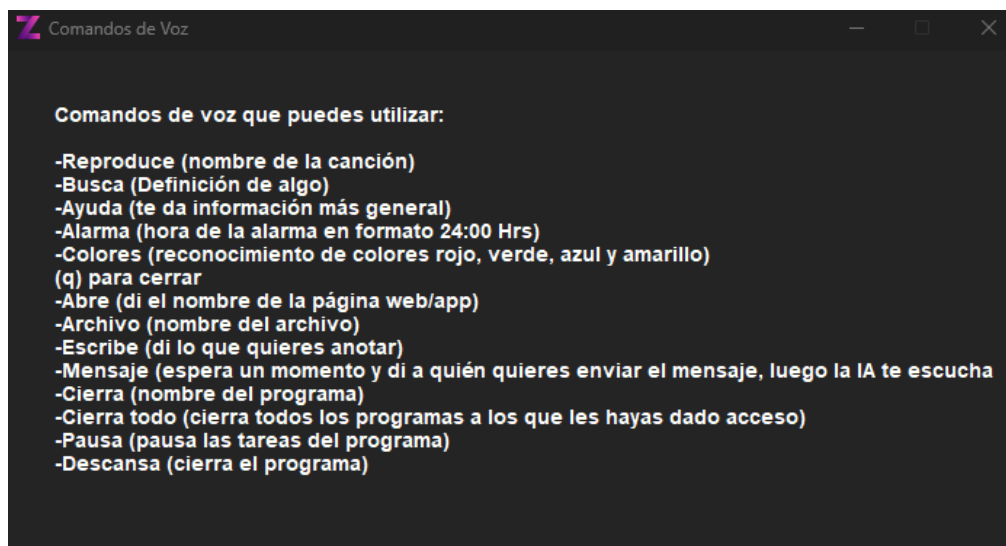 Comandos de Voz
Comandos de voz que puedes utilizar:
-Reproduce (nombre de la canción)
-Busca (Definición de algo)
-Ayuda (te da información más general)
-Alarma (hora de la alarma en formato 24:00 Hrs)
-Colores (reconocimiento de colores rojo, verde, azul y amarillo)
(q) para cerrar
-Abre (di el nombre de la página web/app)
-Archivo (nombre del archivo)
-Escribe (di lo que quieres anotar)
-Mensaje (espera un momento y di a quién quieres enviar el mensaje, luego la IA te escucha
-Cierra (nombre del programa)
-Cierra todo (cierra todos los programas a los que les hayas dado acceso)
-Pausa (pausa las tareas del programa)
-Descansa (cierra el programa)